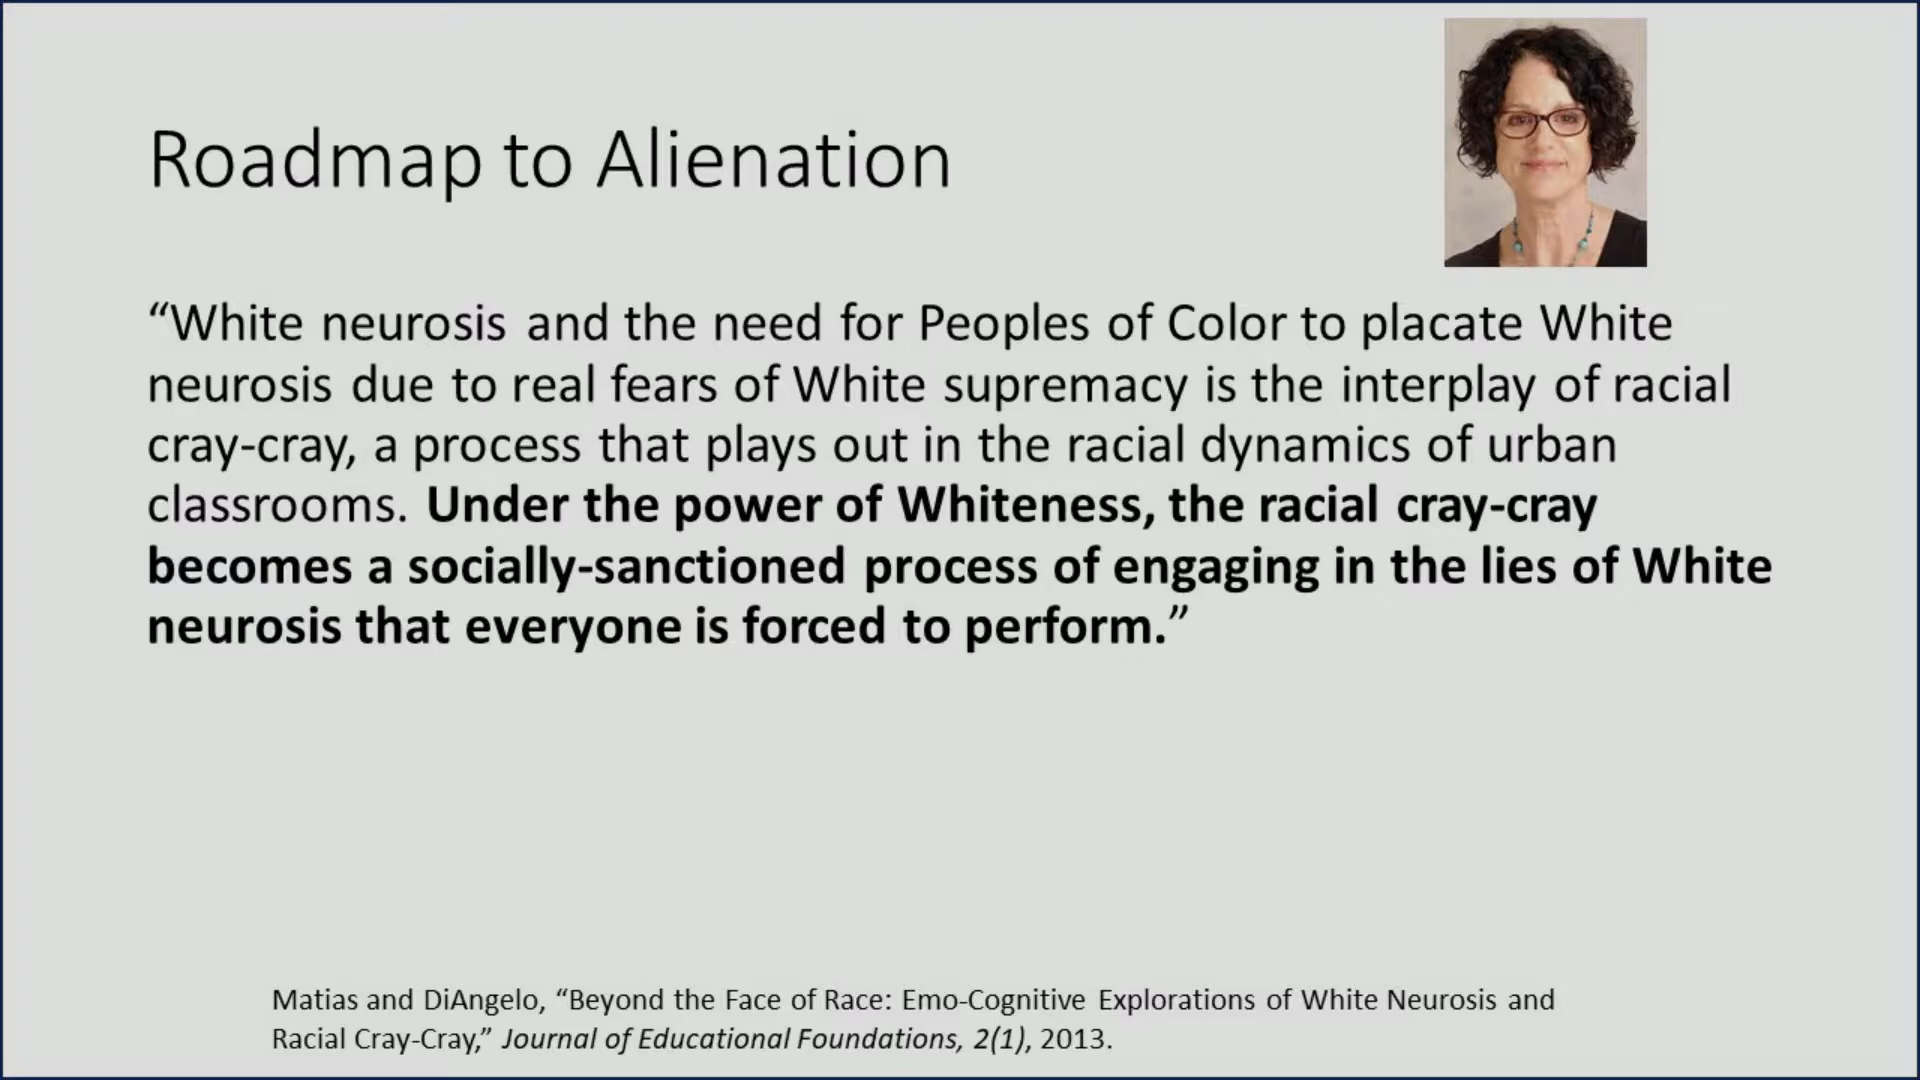 Roadmap to Alienation
“White neurosis and the need for Peoples of Color to placate White
neurosis due to real fears of White supremacy is the interplay of racial
cray-cray, a process that plays out in the racial dynamics of urban
classrooms. Under the power of Whiteness, the racial cray-cray
becomes a socially-sanctioned process of engaging in the lies of White
neurosis that everyone is forced to perform.”
Matias and DiAngelo, “Beyond the Face of Race: Emo-Cognitive Explorations of White Neurosis and
Racial Cray-Cray,” Journal of Educational Foundations, 2(1), 2013.